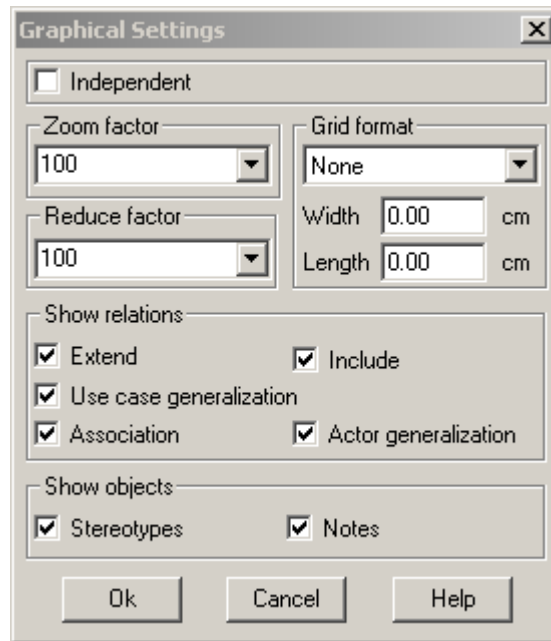 Graphical Settings
Independent
Zoom factor
100
Grid format
None
Reduce factor
100
Width 0.00 cm
Length 0.00 cm
Show relations
Extend
Include
Use case generalization
Association
Actor generalization
Show objects
Stereotypes
Notes
Ok
Cancel
Help